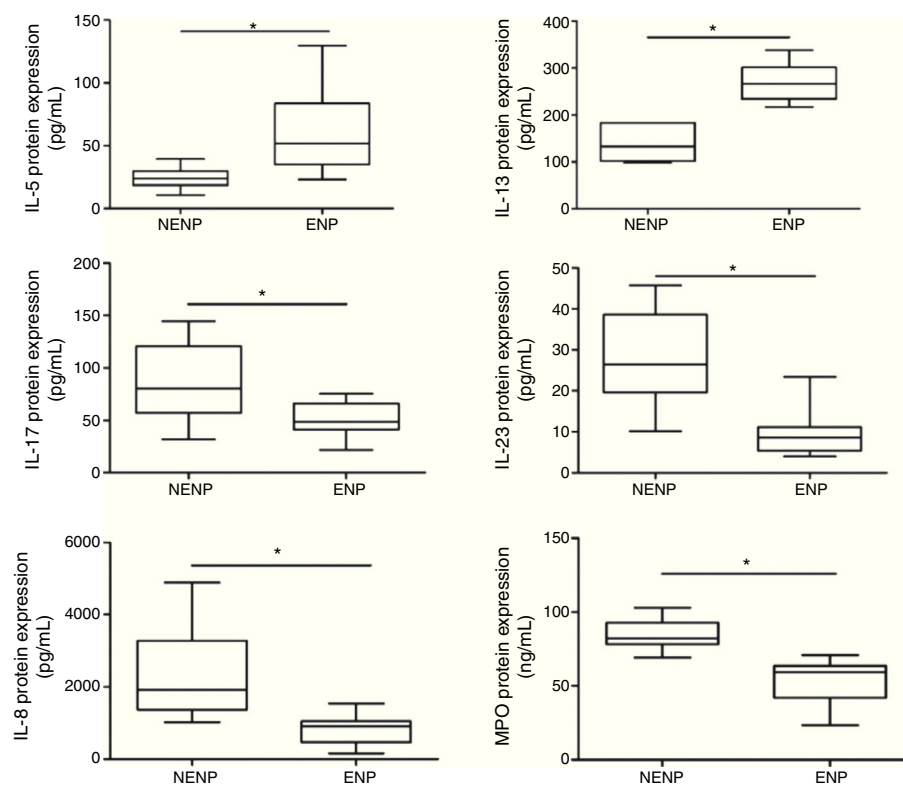 IL-5 protein expression
(pg/mL)
150
100
50
0
*
NENP
ENP
IL-13 protein expression
(pg/mL)
400
300
200
100
0
*
NENP
ENP
IL-17 protein expression
(pg/mL)
200
150
100
50
0
*
NENP
ENP
IL-23 protein expression
(pg/mL)
50
40
30
20
10
0
*
NENP
ENP
IL-8 protein expression
(pg/mL)
6000
4000
2000
0
*
NENP
ENP
MPO protein expression
(ng/mL)
150
100
50
0
*
NENP
ENP